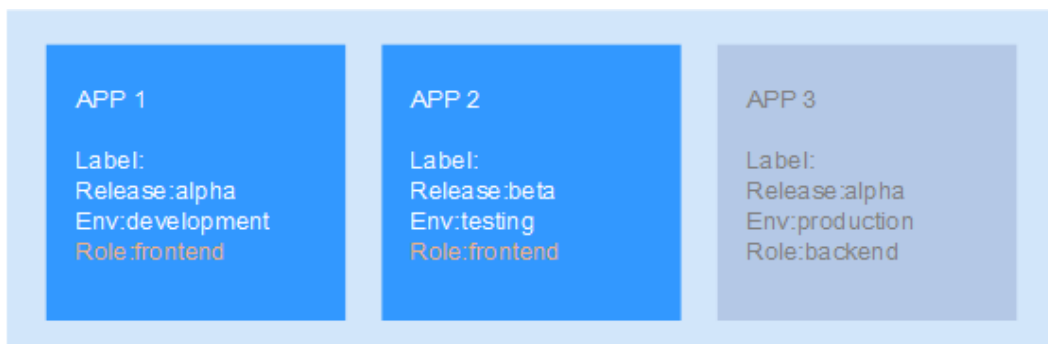 APP 1
Label:
Release:alpha
Env:development
Role:frontend
APP 2
Label:
Release:beta
Env:testing
Role:frontend
APP 3
Label:
Release:alpha
Env:production
Role:backend